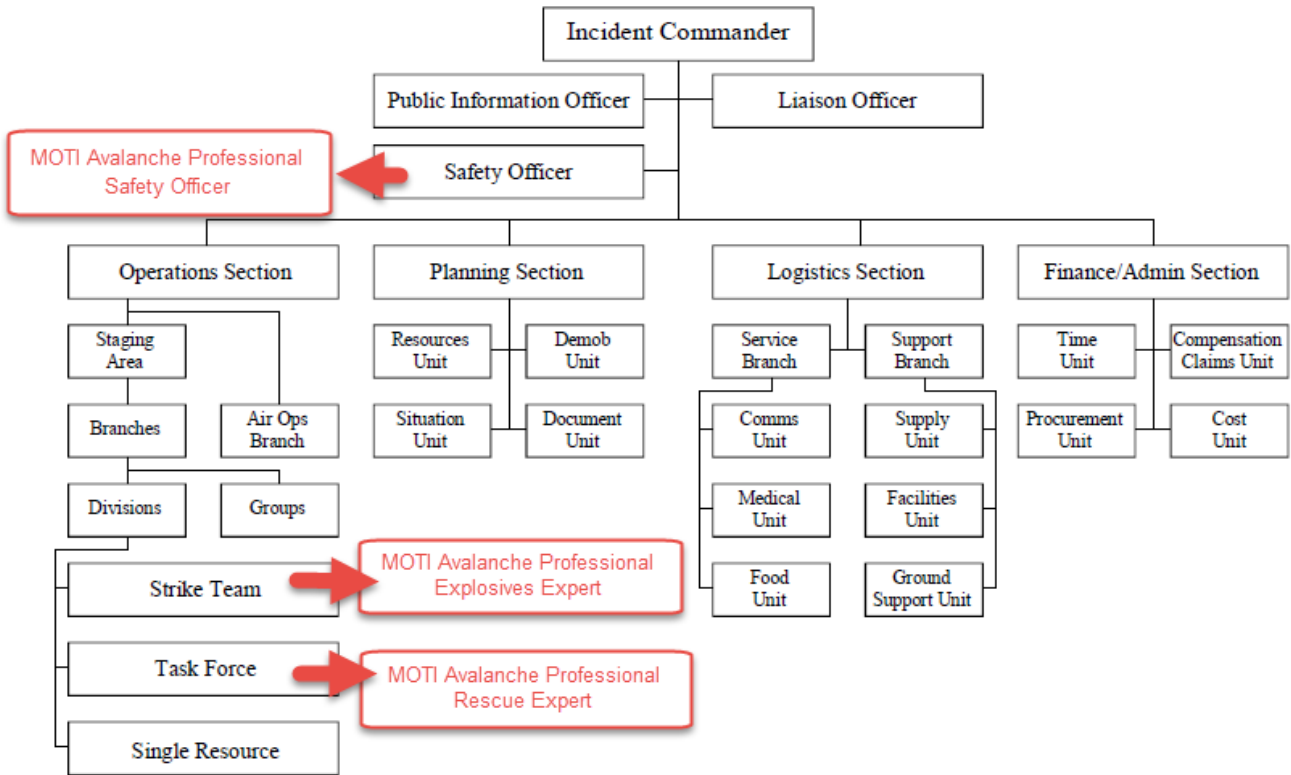 Incident Commander
Public Information Officer
Liaison Officer
MOTI Avalanche Professional
Safety Officer
Safety Officer
Operations Section
Planning Section
Logistics Section
Finance/Admin Section
Staging
Area
Resources
Unit
Demob
Unit
Service
Branch
Support
Branch
Time
Unit
Compensation
Claims Unit
Branches
Air Ops
Branch
Situation
Unit
Document
Unit
Comms
Unit
Supply
Unit
Procurement
Unit
Cost
Unit
Divisions
Groups
Medical
Unit
Facilities
Unit
Strike Team
MOTI Avalanche Professional
Explosives Expert
Food
Unit
Ground
Support Unit
Task Force
MOTI Avalanche Professional
Rescue Expert
Single Resource